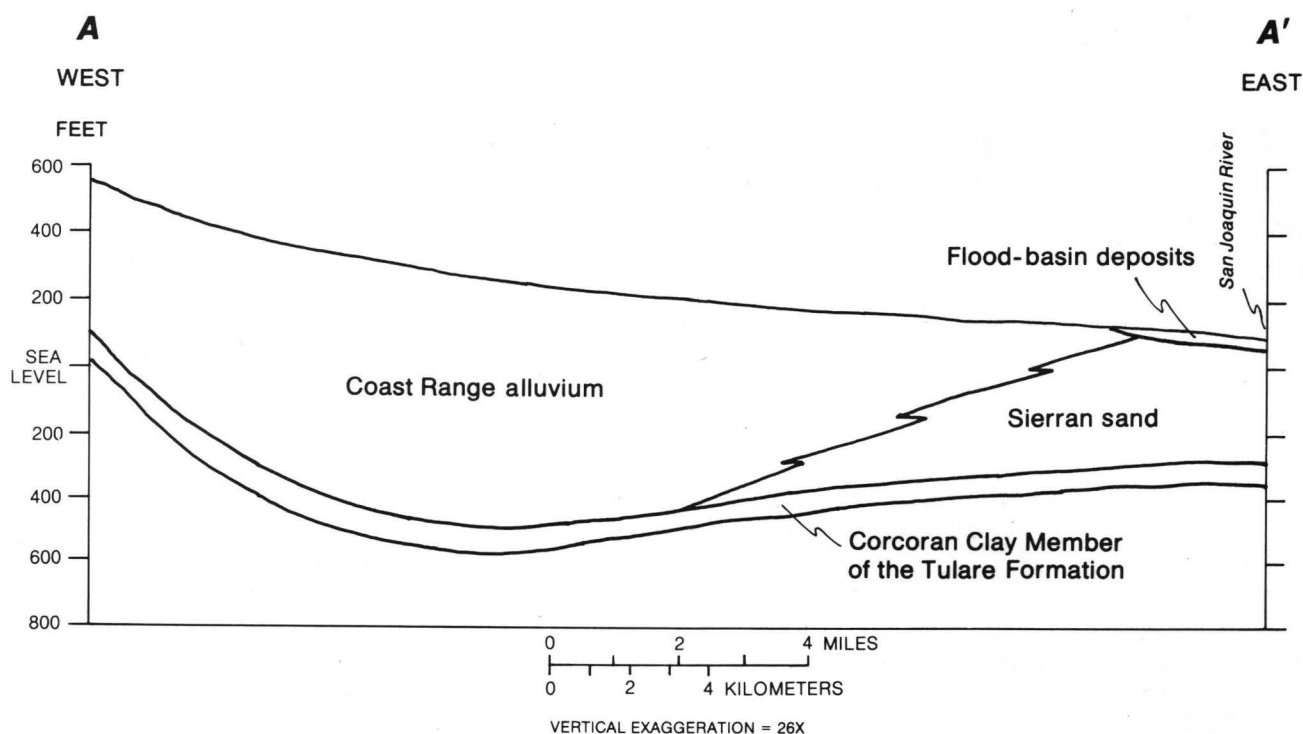 A
A'
WEST
EAST
FEET
600
400
200
SEA
LEVEL
200
400
600
800
San Joaquin River
Flood-basin deposits
Coast Range alluvium
Sierran sand
Corcoran Clay Member
of the Tulare Formation
0 2 4 MILES
0 2 4 KILOMETERS
VERTICAL EXAGGERATION = 26X